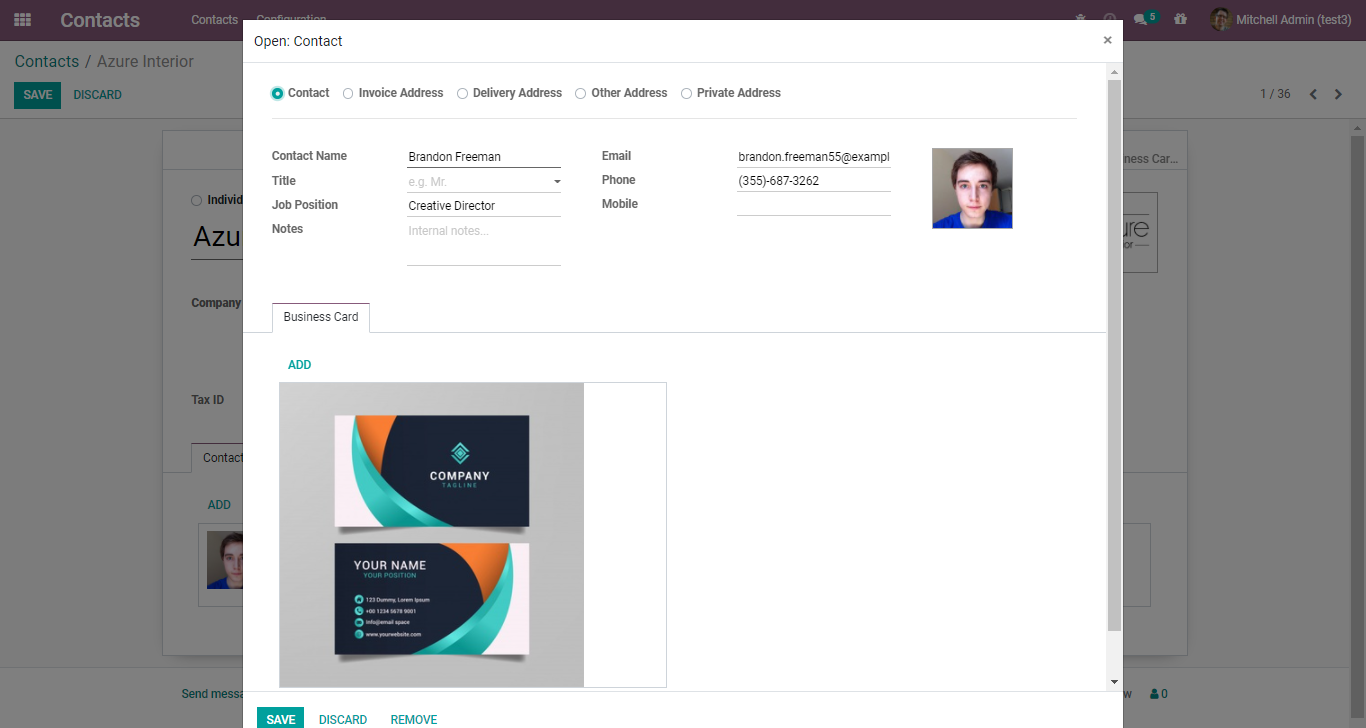 Contacts Contacts Configuration 5 Mitchell Admin (test3)
Contacts / Azure Interior
SAVE DISCARD 1 / 36
Open: Contact ×
Contact Invoice Address Delivery Address Other Address Private Address
Contact Name Brandon Freeman
Title e.g. Mr.
Job Position Creative Director
Notes Internal notes...
Email brandon.freeman55@exampl
Phone (355)-687-3262
Mobile
Business Card
ADD
COMPANY
TAGLINE
YOUR NAME
YOUR POSITION
123 Dummy, Lorem Ipsum
+00 1234 5678 9001
info@email space
www.yourwebsite.com
SAVE DISCARD REMOVE
Individ
Azu
Company
Tax ID
Contact
ADD
Send messa
ness Car...
ure
ior
w 0